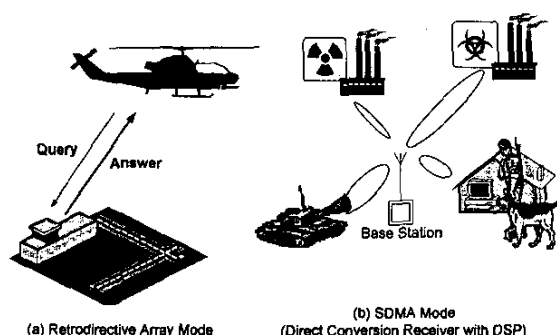 Query
Answer
Base Station
(a) Retrodirective Array Mode
(b) SDMA Mode
(Direct Conversion Receiver with DSP)